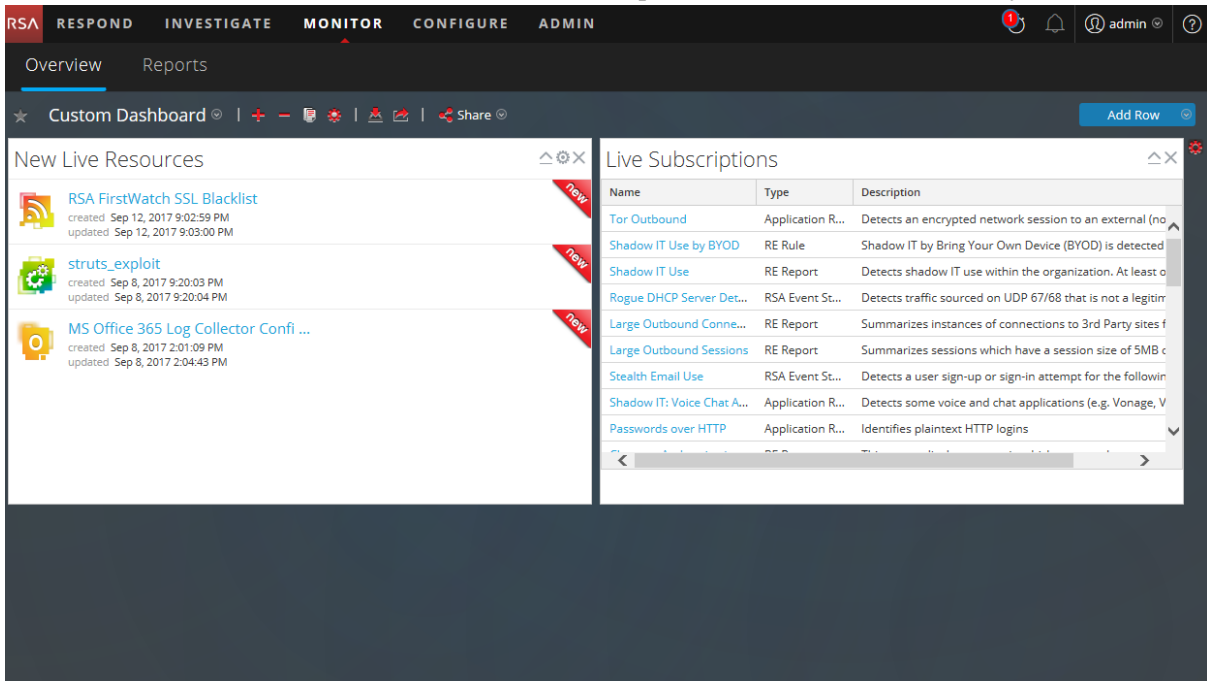 RSA RESPOND INVESTIGATE MONITOR CONFIGURE ADMIN 1 admin ?
Overview Reports
Custom Dashboard Share Add Row
New Live Resources
RSA FirstWatch SSL Blacklist
created Sep 12, 2017 9:02:59 PM
updated Sep 12, 2017 9:03:00 PM
new
struts_exploit
created Sep 8, 2017 9:20:03 PM
updated Sep 8, 2017 9:20:04 PM
new
MS Office 365 Log Collector Confi ...
created Sep 8, 2017 2:01:09 PM
updated Sep 8, 2017 2:04:43 PM
new
Live Subscriptions
Name Type Description
Tor Outbound Application R... Detects an encrypted network session to an external (no
Shadow IT Use by BYOD RE Rule Shadow IT by Bring Your Own Device (BYOD) is detected
Shadow IT Use RE Report Detects shadow IT use within the organization. At least o
Rogue DHCP Server Det... RSA Event St... Detects traffic sourced on UDP 67/68 that is not a legitim
Large Outbound Conne... RE Report Summarizes instances of connections to 3rd Party sites f
Large Outbound Sessions RE Report Summarizes sessions which have a session size of 5MB
Stealth Email Use RSA Event St... Detects a user sign-up or sign-in attempt for the followin
Shadow IT: Voice Chat A... Application R... Detects some voice and chat applications (e.g. Vonage, V
Passwords over HTTP Application R... Identifies plaintext HTTP logins